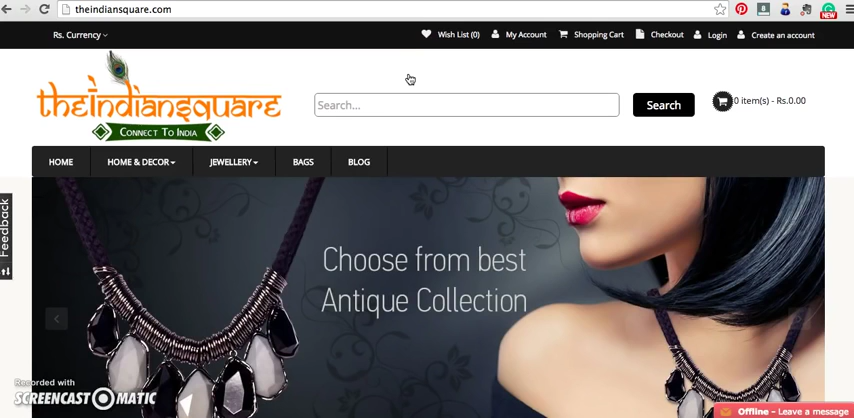 theindiansquare.com
NEW
Rs. Currency
Wish List (0)
My Account
Shopping Cart
Checkout
Login
Create an account
theindiansquare
CONNECT TO INDIA
Search...
Search
0 item(s) - Rs.0.00
HOME
HOME & DECOR
JEWELLERY
BAGS
BLOG
Feedback
Choose from best
Antique Collection
Recorded with
SCREENCAST-O-MATIC
Offline – Leave a message